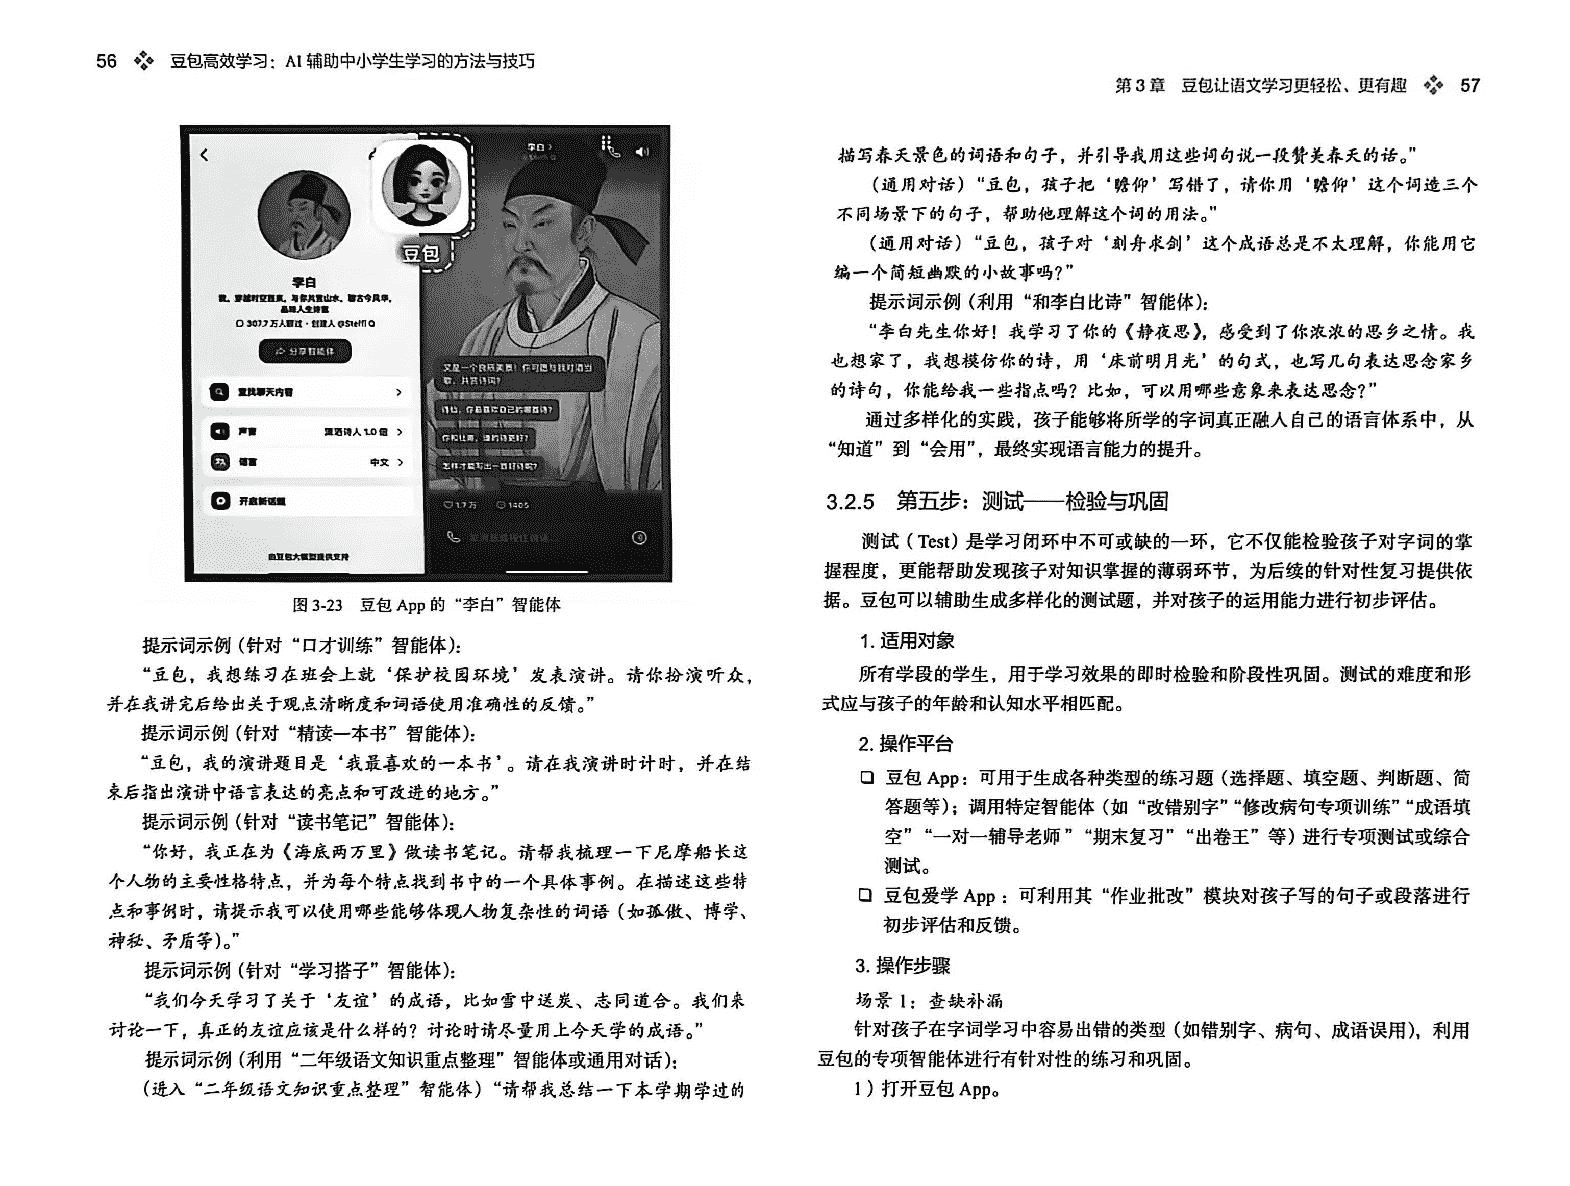 56 豆包高效学习：AI 辅助中小学生学习的方法与技巧
李白
307.7 万人聊过·创建人 @Steffi Q
分享智能体
查找聊天内容
声音 潇洒诗人 1.0 倍
语言 中文
开启新话题
由豆包大模型提供支持
豆包
李白
怎样才能写出一首好诗呢？
1.7万 1405
图 3-23 豆包 App 的“李白”智能体
提示词示例（针对“口才训练”智能体）：
“豆包，我想练习在班会上就‘保护校园环境’发表演讲。请你扮演听众，
并在我讲完后给出关于观点清晰度和词语使用准确性的反馈。”
提示词示例（针对“精读一本书”智能体）：
“豆包，我的演讲题目是‘我最喜欢的一本书’。请在我演讲时计时，并在结
束后指出演讲中语言表达的亮点和可改进的地方。”
提示词示例（针对“读书笔记”智能体）：
“你好，我正在为《海底两万里》做读书笔记。请帮我梳理一下尼摩船长这
个人物的主要性格特点，并为每个特点找到书中的一个具体事例。在描述这些特
点和事例时，请提示我可以使用哪些能够体现人物复杂性的词语（如孤傲、博学、
神秘、矛盾等）。”
提示词示例（针对“学习搭子”智能体）：
“我们今天学习了关于‘友谊’的成语，比如雪中送炭、志同道合。我们来
讨论一下，真正的友谊应该是什么样的？讨论时请尽量用上今天学的成语。”
提示词示例（利用“二年级语文知识重点整理”智能体或通用对话）：
（进入“二年级语文知识重点整理”智能体）“请帮我总结一下本学期学过的
第 3 章 豆包让语文学习更轻松、更有趣 57
描写春天景色的词语和句子，并引导我用这些词句说一段赞美春天的话。”
（通用对话）“豆包，孩子把‘瞻仰’写错了，请你用‘瞻仰’这个词造三个
不同场景下的句子，帮助他理解这个词的用法。”
（通用对话）“豆包，孩子对‘刻舟求剑’这个成语总是不太理解，你能用它
编一个简短幽默的小故事吗？”
提示词示例（利用“和李白比诗”智能体）：
“李白先生你好！我学习了你的《静夜思》，感受到了你浓浓的思乡之情。我
也想家了，我想模仿你的诗，用‘床前明月光’的句式，也写几句表达思念家乡
的诗句，你能给我一些指点吗？比如，可以用哪些意象来表达思念？”
通过多样化的实践，孩子能够将所学的字词真正融入自己的语言体系中，从
“知道”到“会用”，最终实现语言能力的提升。
3.2.5 第五步：测试——检验与巩固
测试（Test）是学习闭环中不可或缺的一环，它不仅能检验孩子对字词的掌
握程度，更能帮助发现孩子对知识掌握的薄弱环节，为后续的针对性复习提供依
据。豆包可以辅助生成多样化的测试题，并对孩子的运用能力进行初步评估。
1. 适用对象
所有学段的学生，用于学习效果的即时检验和阶段性巩固。测试的难度和形
式应与孩子的年龄和认知水平相匹配。
2. 操作平台
❑ 豆包 App：可用于生成各种类型的练习题（选择题、填空题、判断题、简
答题等）；调用特定智能体（如“改错别字”“修改病句专项训练”“成语填
空”“一对一辅导老师”“期末复习”“出卷王”等）进行专项测试或综合
测试。
❑ 豆包爱学 App：可利用其“作业批改”模块对孩子写的句子或段落进行
初步评估和反馈。
3. 操作步骤
场景 1：查缺补漏
针对孩子在字词学习中容易出错的类型（如错别字、病句、成语误用），利用
豆包的专项智能体进行有针对性的练习和巩固。
1）打开豆包 App。